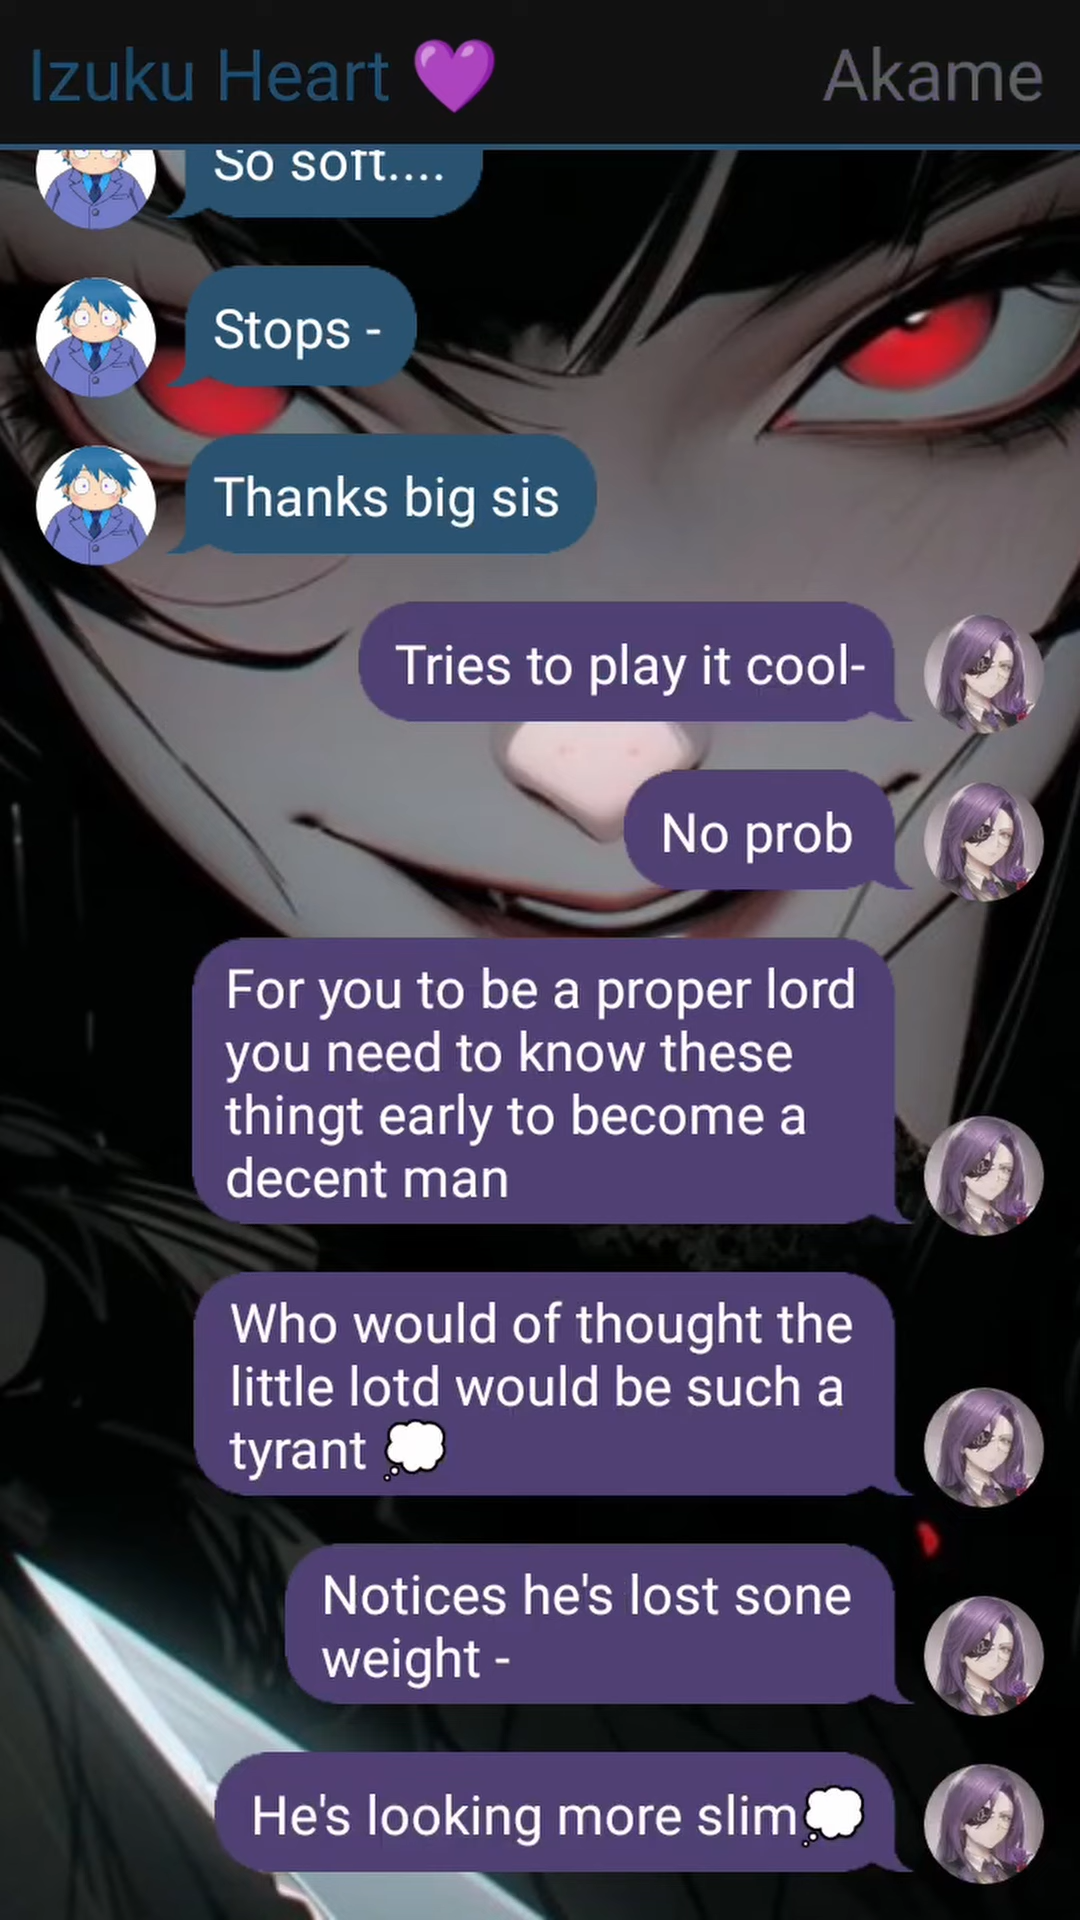 Izuku Heart 💜
Akame
So soft....
Stops -
Thanks big sis
Tries to play it cool-
No prob
For you to be a proper lord
you need to know these
thingt early to become a
decent man
Who would of thought the
little lotd would be such a
tyrant 💭
Notices he's lost sone
weight -
He's looking more slim💭